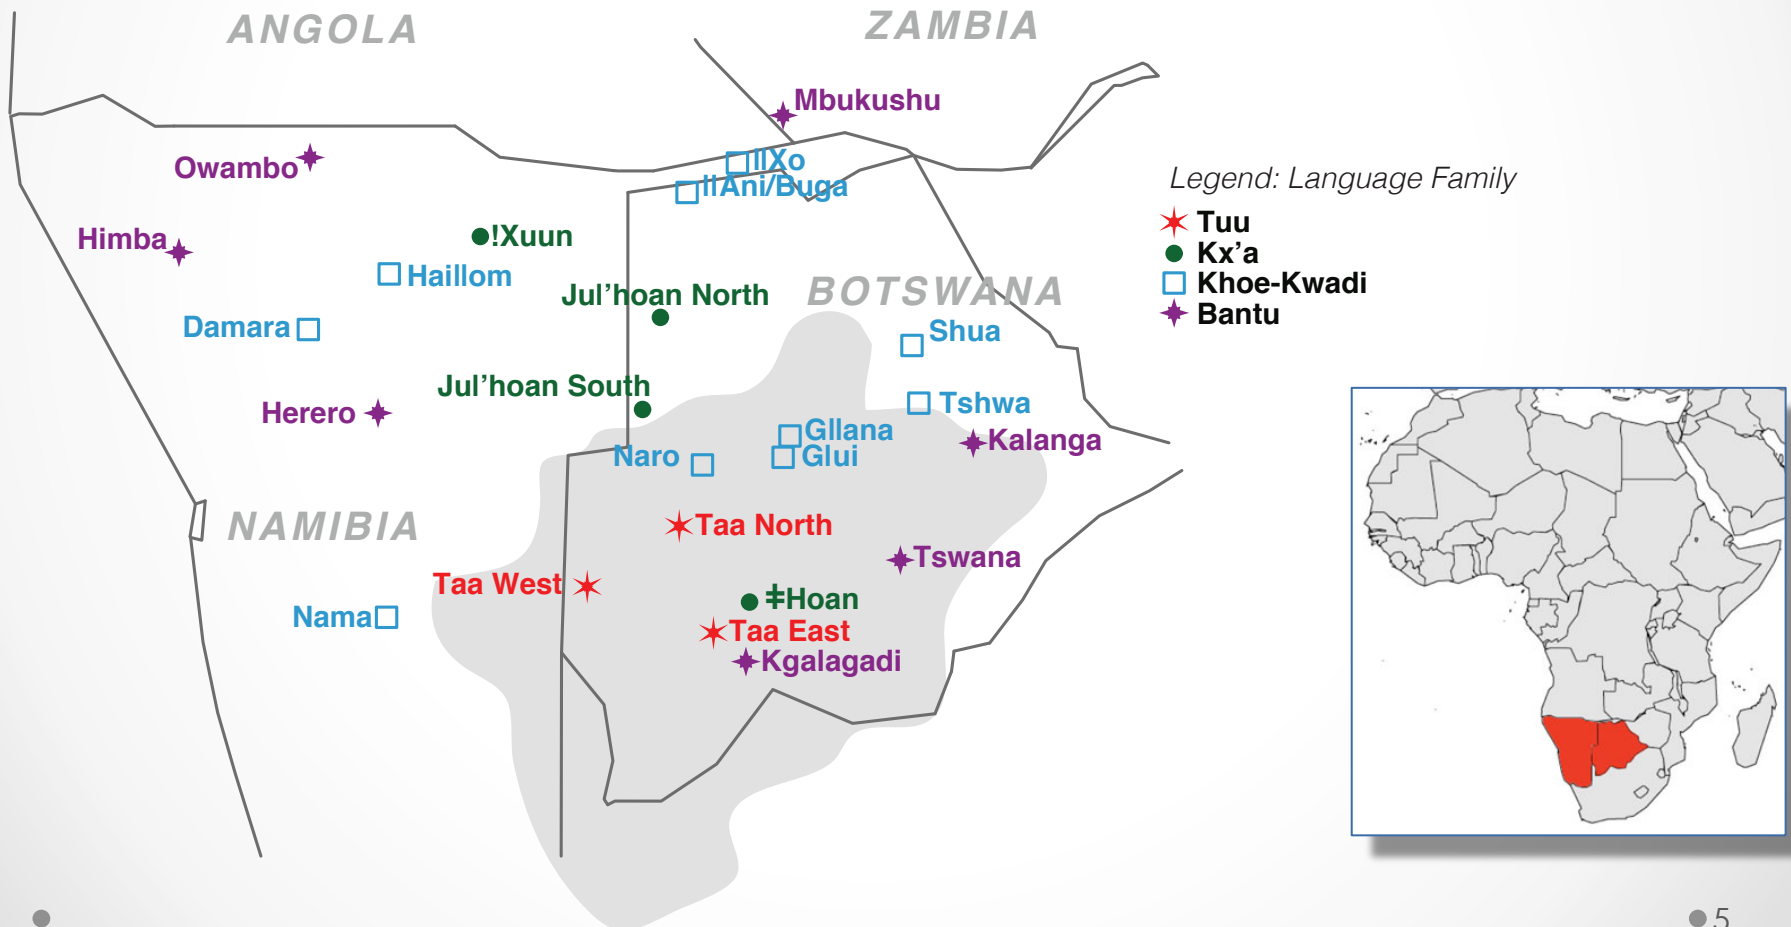 ANGOLA
ZAMBIA
Mbukushu
Owambo
llXo
llAni/Buga
Himba
!Xuun
Haillom
Jul’hoan North
BOTSWANA
Damara
Shua
Jul’hoan South
Tshwa
Herero
Gllana
Kalanga
Naro
Glui
NAMIBIA
Taa North
Tswana
Taa West
ǂHoan
Nama
Taa East
Kgalagadi
Legend: Language Family
Tuu
Kx’a
Khoe-Kwadi
Bantu
5